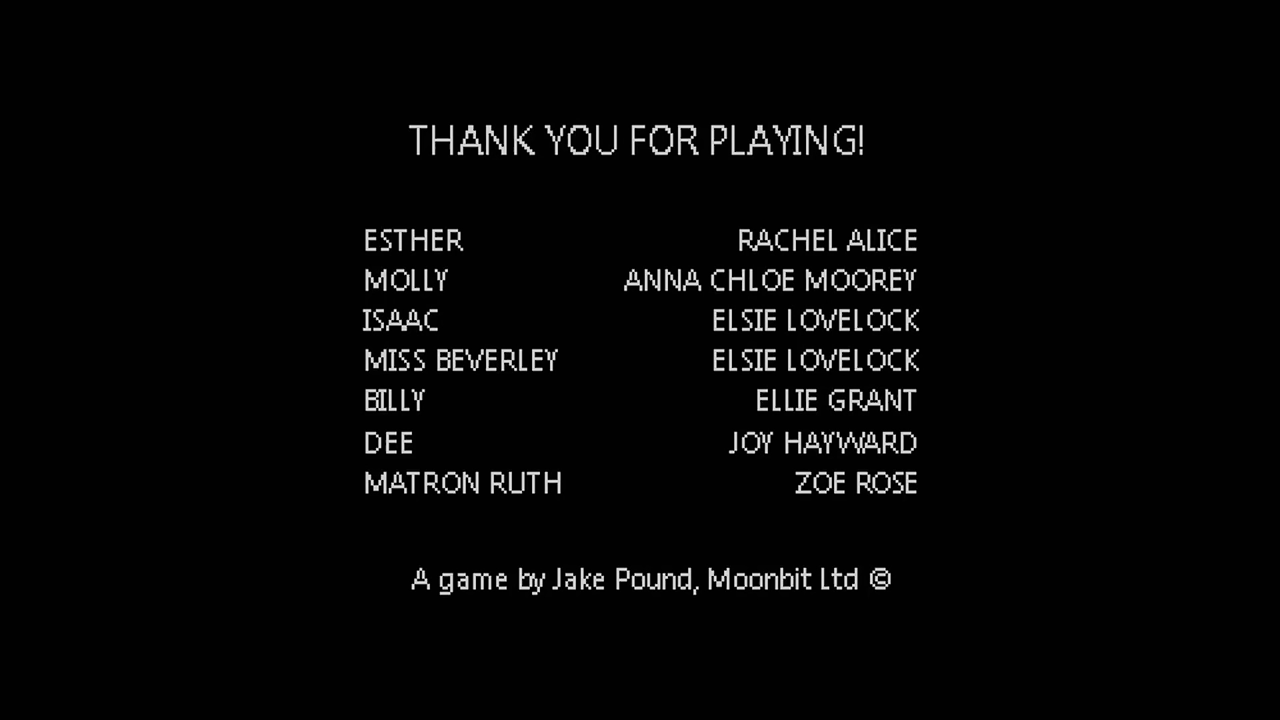 THANK YOU FOR PLAYING!
ESTHER RACHEL ALICE
MOLLY ANNA CHLOE MOOREY
ISAAC ELSIE LOVELOCK
MISS BEVERLEY ELSIE LOVELOCK
BILLY ELLIE GRANT
DEE JOY HAYWARD
MATRON RUTH ZOE ROSE
A game by Jake Pound, Moonbit Ltd ©